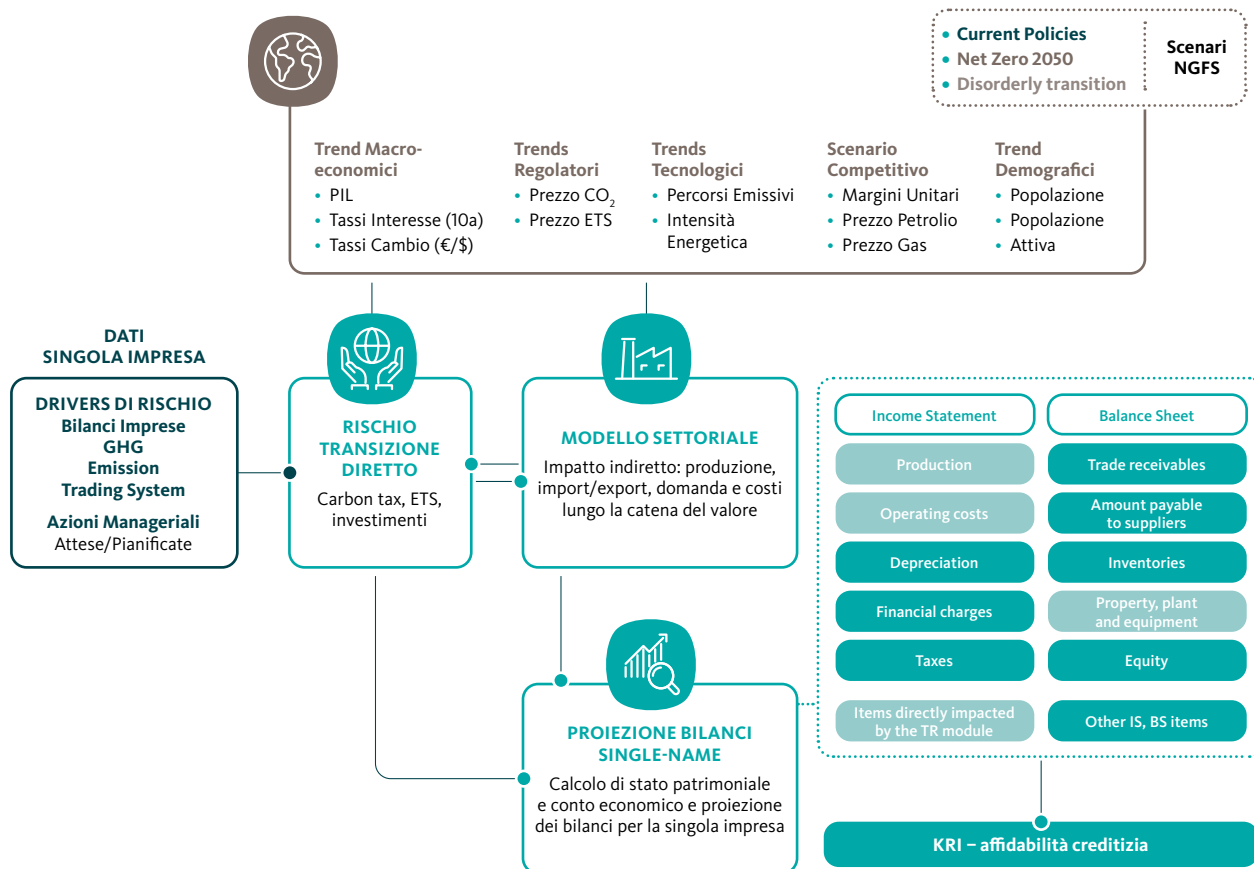 • Current Policies
• Net Zero 2050
• Disorderly transition
Scenari
NGFS
Trend Macro-
economici
• PIL
• Tassi Interesse (10a)
• Tassi Cambio (€/$)
Trends
Regolatori
• Prezzo CO₂
• Prezzo ETS
Trends
Tecnologici
• Percorsi Emissivi
• Intensità
Energetica
Scenario
Competitivo
• Margini Unitari
• Prezzo Petrolio
• Prezzo Gas
Trend
Demografici
• Popolazione
• Popolazione
• Attiva
DATI
SINGOLA IMPRESA
DRIVERS DI RISCHIO
Bilanci Imprese
GHG
Emission
Trading System
Azioni Manageriali
Attese/Pianificate
RISCHIO
TRANSIZIONE
DIRETTO
Carbon tax, ETS,
investimenti
MODELLO SETTORIALE
Impatto indiretto: produzione,
import/export, domanda e costi
lungo la catena del valore
PROIEZIONE BILANCI
SINGLE-NAME
Calcolo di stato patrimoniale
e conto economico e proiezione
dei bilanci per la singola impresa
Income Statement
Production
Operating costs
Depreciation
Financial charges
Taxes
Items directly impacted
by the TR module
Balance Sheet
Trade receivables
Amount payable
to suppliers
Inventories
Property, plant
and equipment
Equity
Other IS, BS items
KRI – affidabilità creditizia